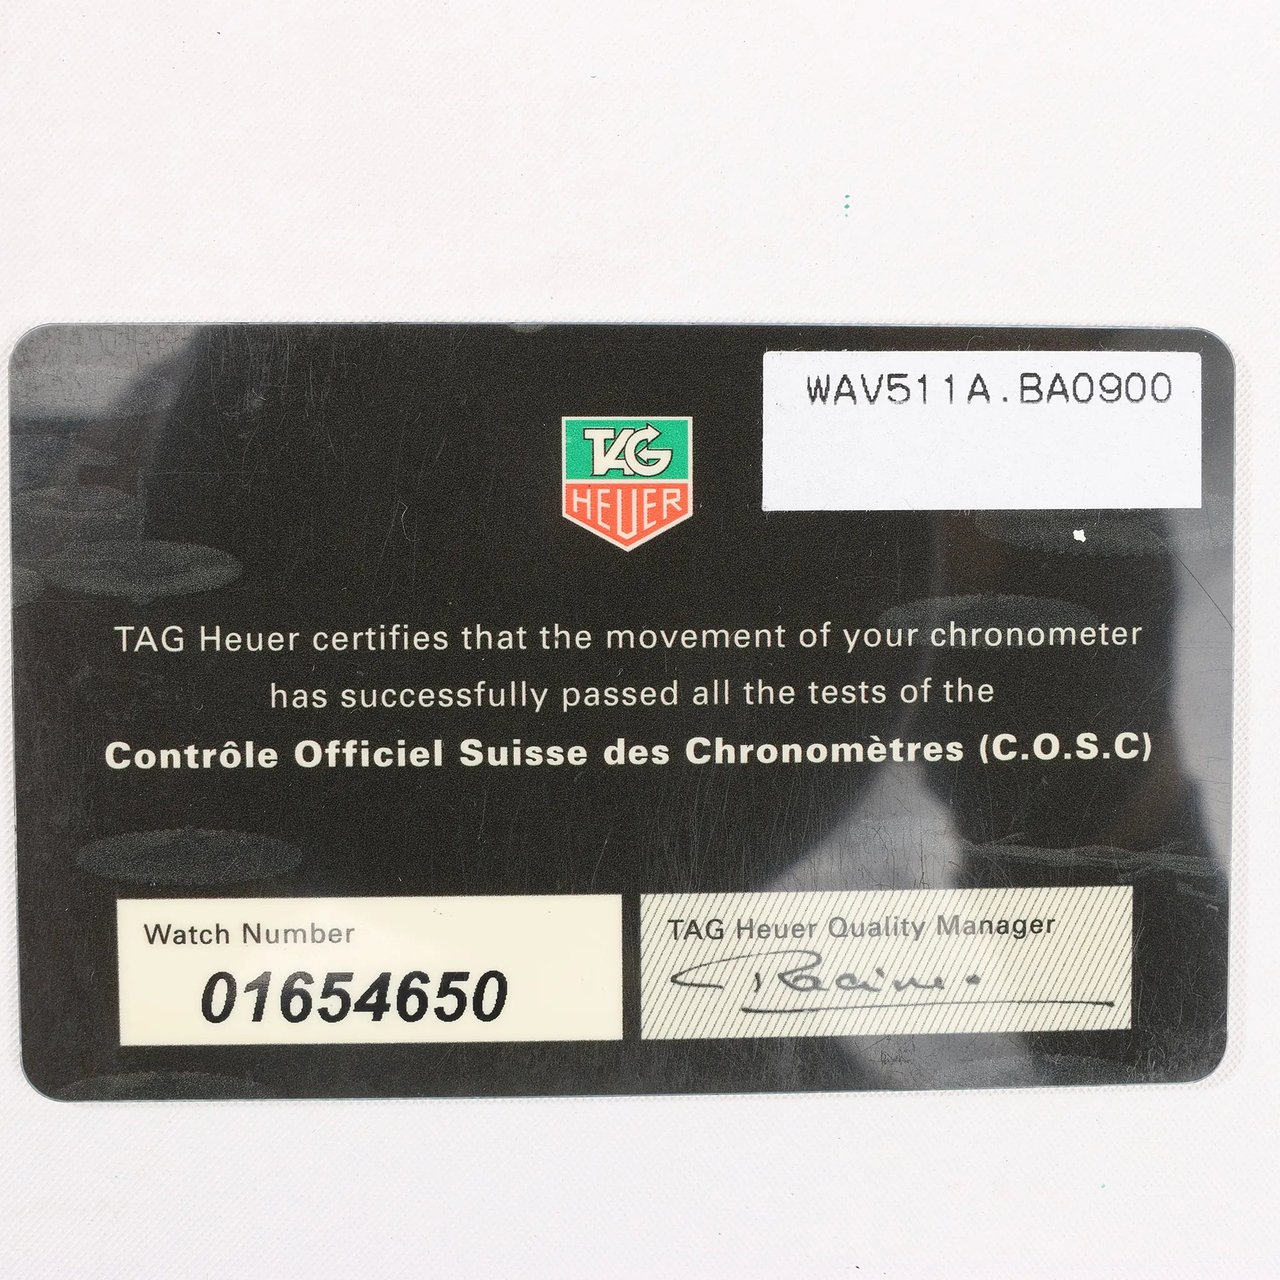 WAV511A.BA0900
TAG
HEUER
TAG Heuer certifies that the movement of your chronometer
has successfully passed all the tests of the
Contrôle Officiel Suisse des Chronomètres (C.O.S.C)
Watch Number
01654650
TAG Heuer Quality Manager